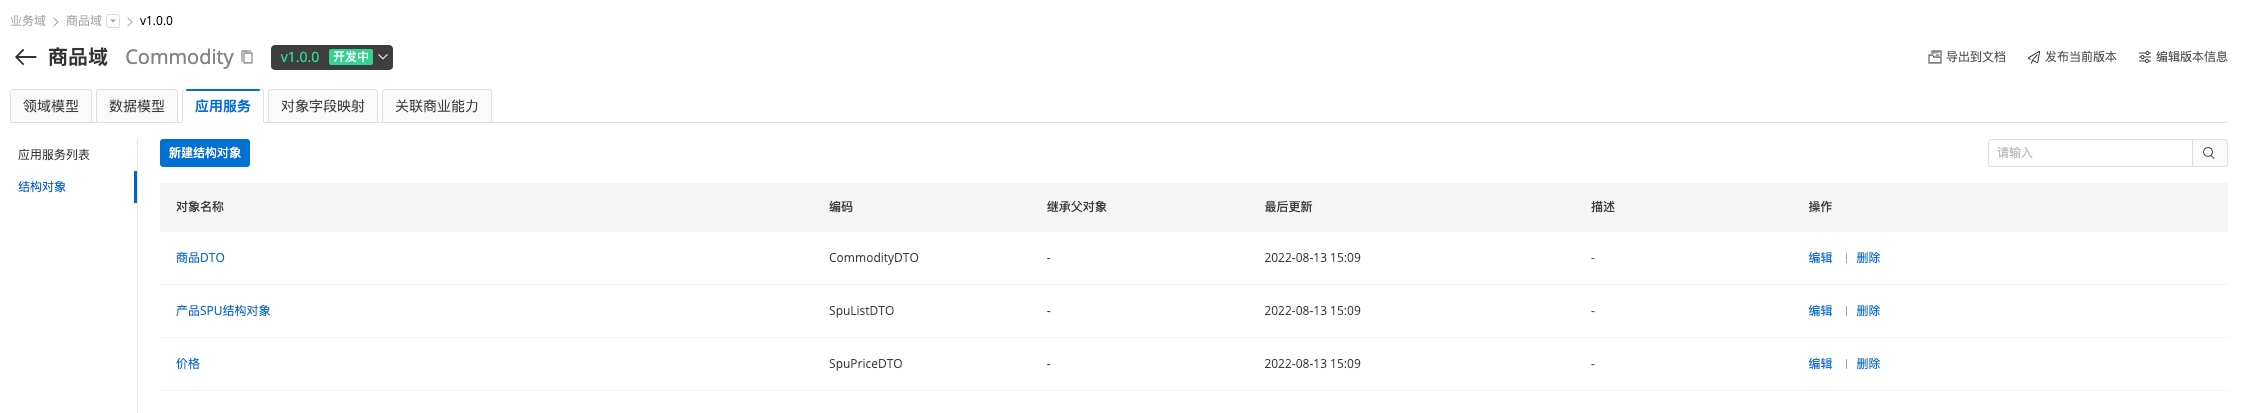 业务域 商品域 v1.0.0
商品域 Commodity v1.0.0 开发中 导出到文档 发布当前版本 编辑版本信息
领域模型 数据模型 应用服务 对象字段映射 关联商业能力
应用服务列表
结构对象
新建结构对象 请输入
对象名称 编码 继承父对象 最后更新 描述 操作
商品DTO CommodityDTO - 2022-08-13 15:09 - 编辑 | 删除
产品SPU结构对象 SpuListDTO - 2022-08-13 15:09 - 编辑 | 删除
价格 SpuPriceDTO - 2022-08-13 15:09 - 编辑 | 删除